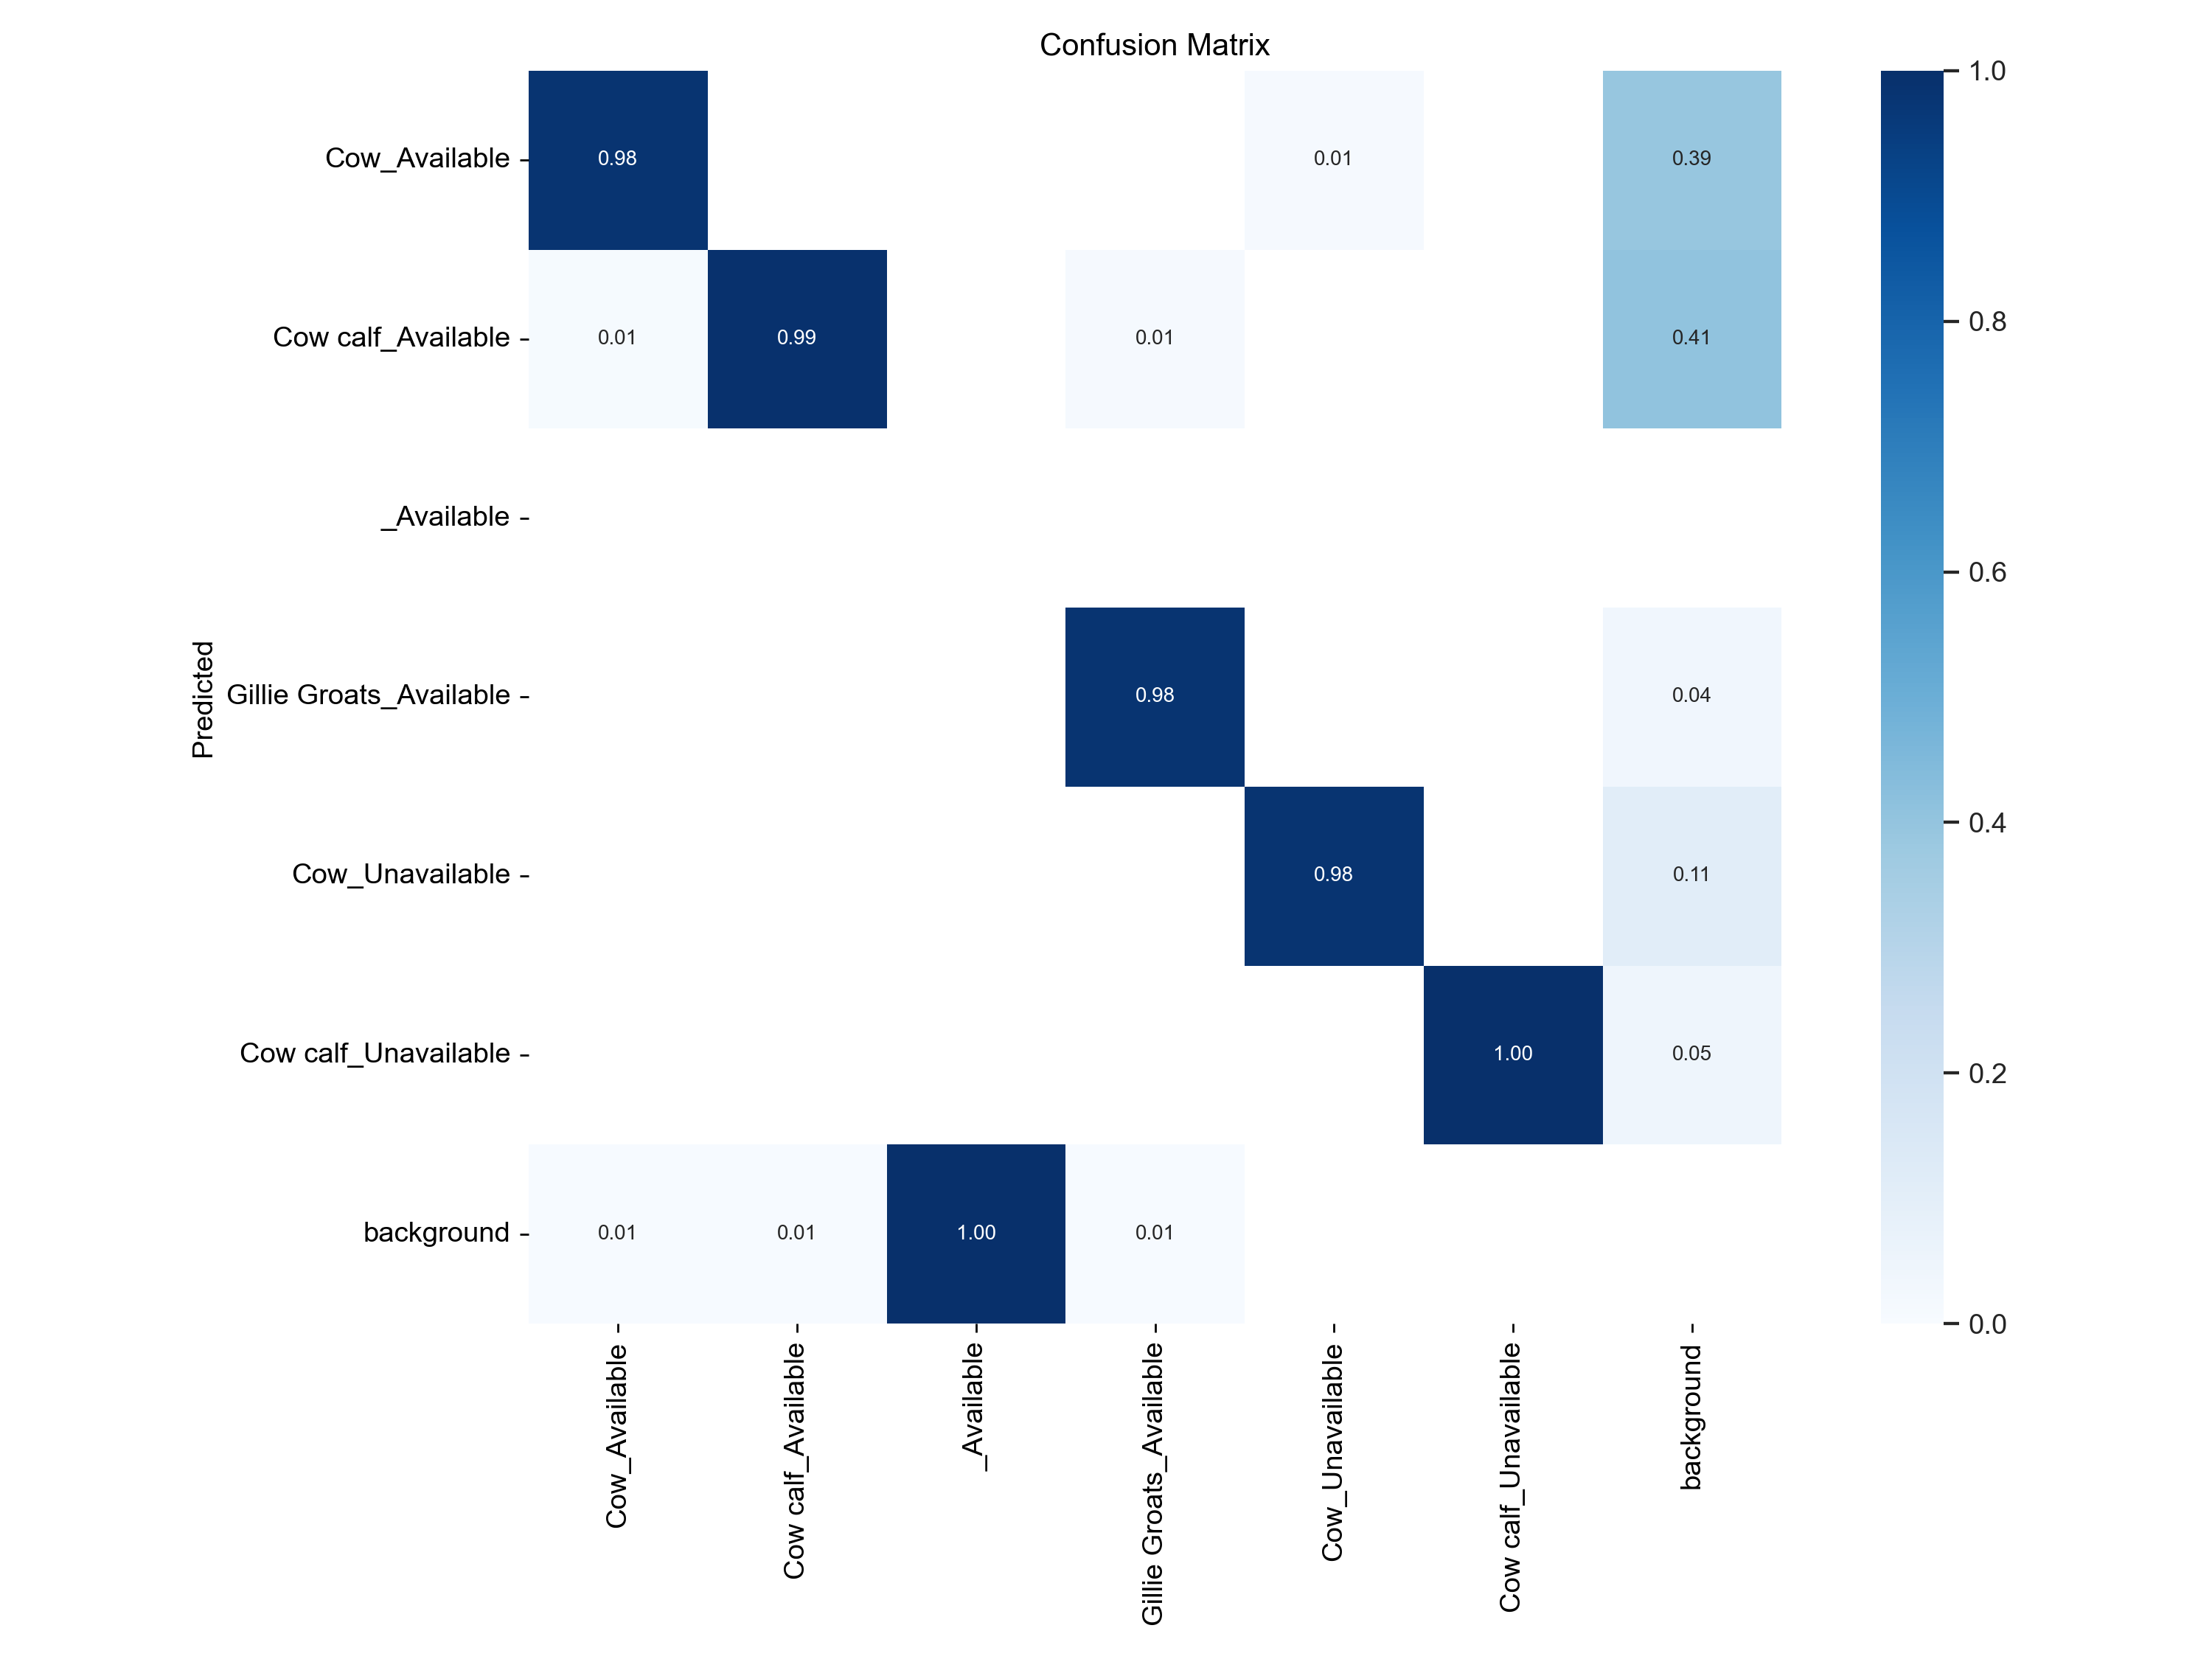 Confusion Matrix
Predicted
Cow_Available
0.98
0.01
0.39
Cow calf_Available
0.01
0.99
0.01
0.41
_Available
Gillie Groats_Available
0.98
0.04
Cow_Unavailable
0.98
0.11
Cow calf_Unavailable
1.00
0.05
background
0.01
0.01
1.00
0.01
Cow_Available
Cow calf_Available
_Available
Gillie Groats_Available
Cow_Unavailable
Cow calf_Unavailable
background
1.0
0.8
0.6
0.4
0.2
0.0